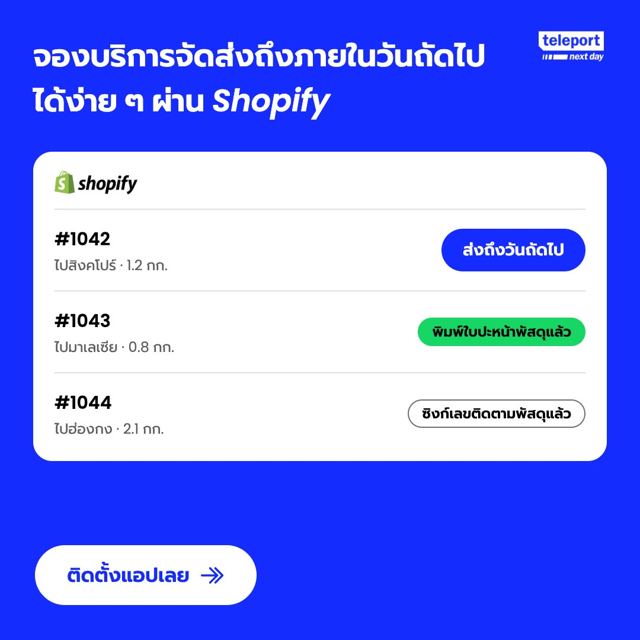 จองบริการจัดส่งถึงภายในวันถัดไป
ได้ง่าย ๆ ผ่าน Shopify
teleport
next day
shopify
#1042
ไปสิงคโปร์ · 1.2 กก.
ส่งถึงวันถัดไป
#1043
ไปมาเลเซีย · 0.8 กก.
พิมพ์ใบปะหน้าพัสดุแล้ว
#1044
ไปฮ่องกง · 2.1 กก.
ซิงก์เลขติดตามพัสดุแล้ว
ติดตั้งแอปเลย